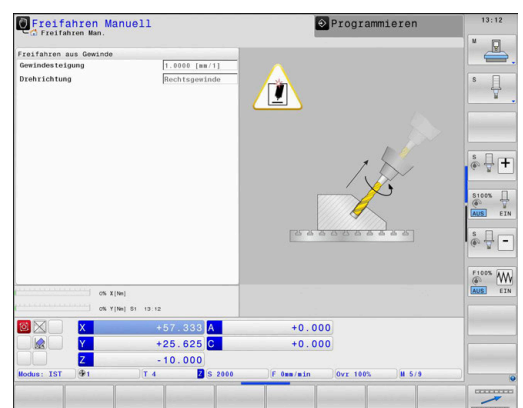 Freifahren Manuell
Freifahren Man.
Programmieren
13:12
Freifahren aus Gewinde
Gewindesteigung 1.0000 [mm/1]
Drehrichtung Rechtsgewinde
M
S
S
S100%
AUS EIN
S
F100%
AUS EIN
0% X[Nm]
0% Y[Nm] S1 13:12
X +57.333 A +0.000
Y +25.625 C +0.000
Z -10.000
Modus: IST 1 T 4 Z S 2000 F 0mm/min Ovr 100% M 5/9